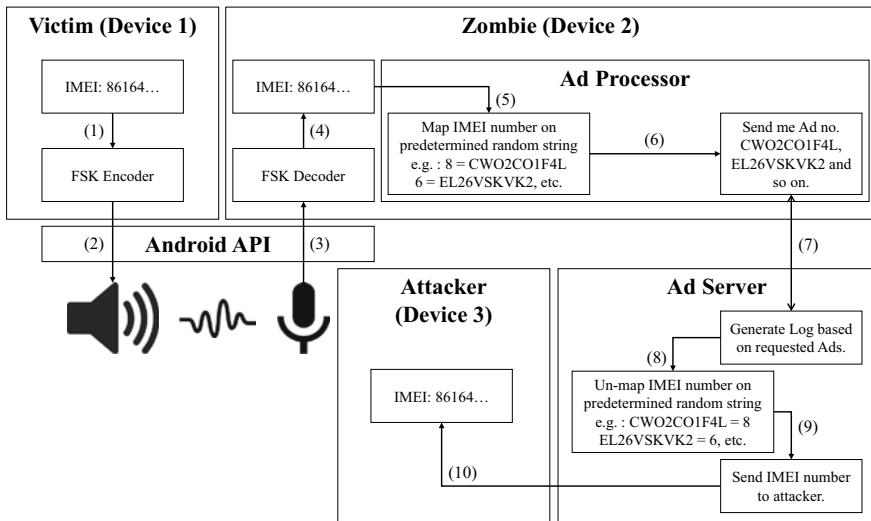 Victim (Device 1)
IMEI: 86164…
(1)
FSK Encoder
(2)
Zombie (Device 2)
IMEI: 86164…
(4)
FSK Decoder
(3)
Android API
(5)
Ad Processor
Map IMEI number on
predetermined random string
e.g. : 8 = CWO2CO1F4L
6 = EL26VSKVK2, etc.
(6)
Send me Ad no.
CWO2CO1F4L,
EL26VSKVK2 and
so on.
(7)
Attacker
(Device 3)
IMEI: 86164…
(10)
Ad Server
Generate Log based
on requested Ads.
(8)
Un-map IMEI number on
predetermined random string
e.g. : CWO2CO1F4L = 8
EL26VSKVK2 = 6, etc.
(9)
Send IMEI number
to attacker.